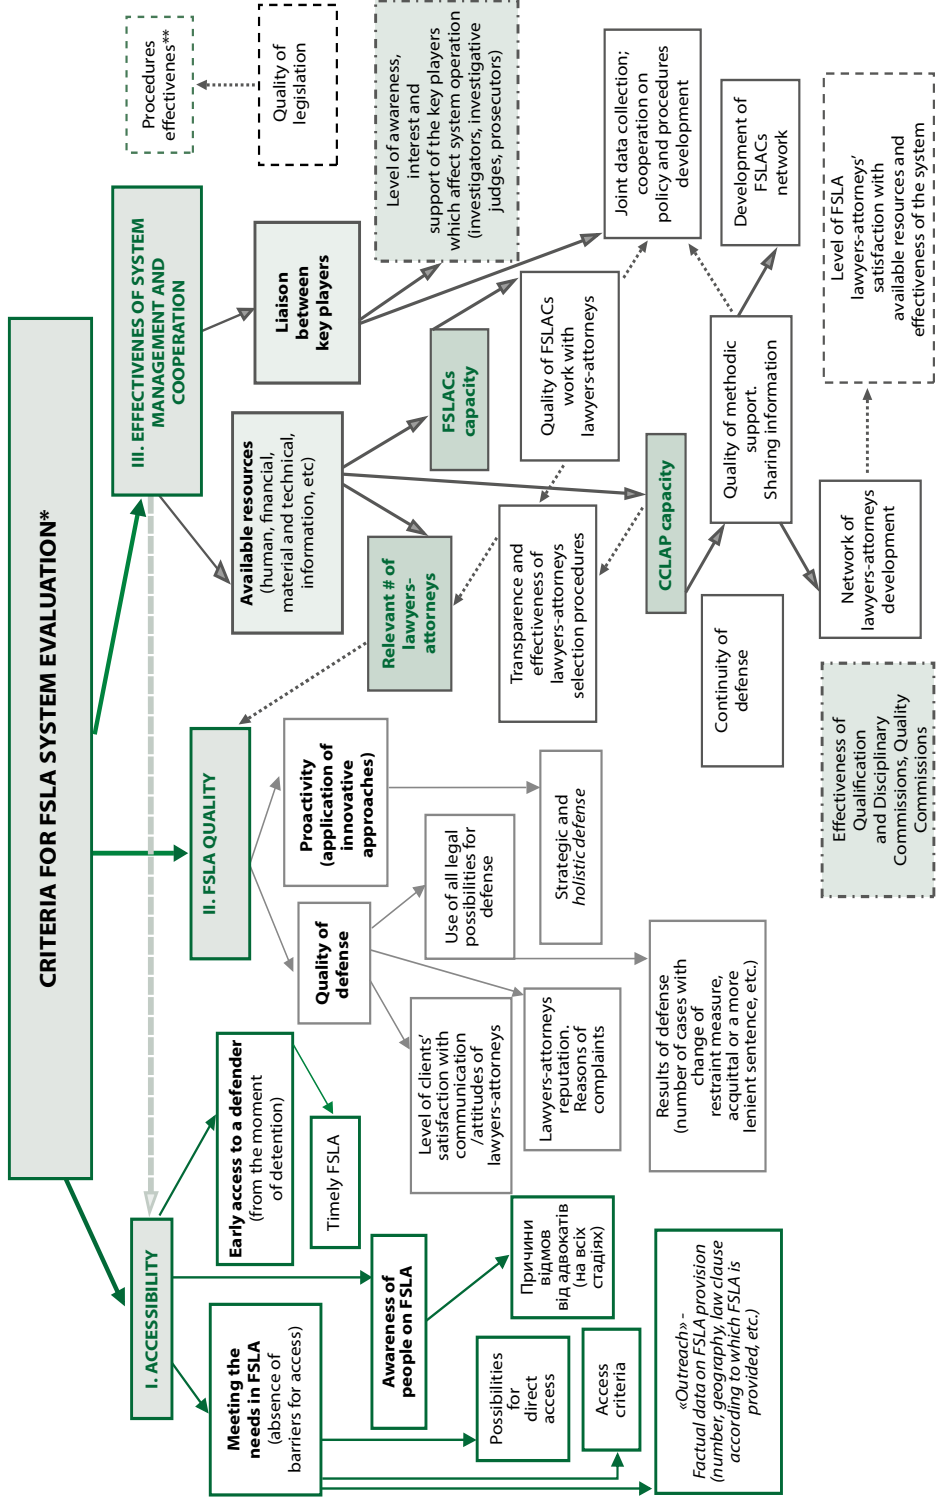 CRITERIA FOR FSLA SYSTEM EVALUATION*
I. ACCESSIBILITY
Meeting the
needs in FSLA
(absence of
barriers for access)
Early access to a defender
(from the moment
of detention)
Timely FSLA
Awareness of
people on FSLA
Possibilities
for
direct
access
Причини
відмов
від адвокатів
(на всіх
стадіях)
Access
criteria
«Outreach» -
Factual data on FSLA provision
(number, geography, law clause
according to which FSLA is
provided, etc.)
II. FSLA QUALITY
Quality of
defense
Proactivity
(application of
innovative
approaches)
Level of clients’
satisfaction with
communication
/attitudes of
lawyers-attorney
Use of all legal
possibilities for
defense
Lawyers-attorney
reputation.
Reasons of
complaints
Strategic and
holistic defense
Results of defense
(number of cases with
change of
restraint measure,
acquittal or a more
lenient sentence, etc.)
III. EFFECTIVENES OF SYSTEM
MANAGEMENT AND
COOPERATION
Available resources
(human, financial,
material and technical,
information, etc)
Liaison
between
key players
Procedures
effectivenes**
Quality of
legislation
Level of awareness,
interest and
support of the key players
which affect system operation
(investigators, investigative
judges, prosecutors)
Relevant # of
lawyers-
attorneys
FSLACs
capacity
Transparence and
effectiveness of
lawyers-attorneys
selection procedures
Quality of FSLACs
work with
lawyers-attorneys
Joint data collection;
cooperation on
policy and procedures
development
CCLAP capacity
Continuity of
defense
Quality of methodic
support.
Sharing information
Development of
FSLACs
network
Effectiveness of
Qualification
and Disciplinary
Commissions, Quality
Commissions
Network of
lawyers-attorneys
development
Level of FSLA
lawyers-attorneys’
satisfaction with
available resources and
effectiveness of the system